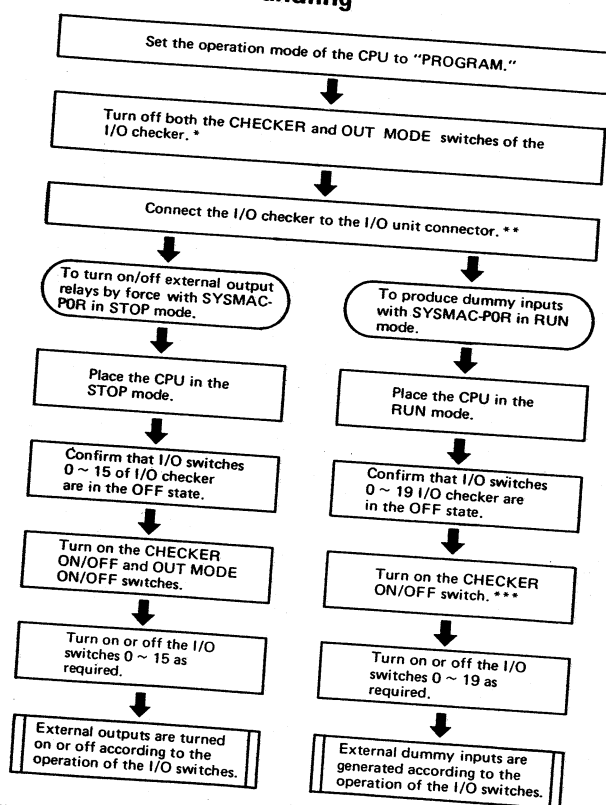 Set the operation mode of the CPU to "PROGRAM."
Turn off both the CHECKER and OUT MODE switches of the
I/O checker. *
Connect the I/O checker to the I/O unit connector. **
To turn on/off external output
relays by force with SYSMAC-
P0R in STOP mode.
Place the CPU in the
STOP mode.
Confirm that I/O switches
0 ~ 15 of I/O checker
are in the OFF state.
Turn on the CHECKER
ON/OFF and OUT MODE
ON/OFF switches.
Turn on or off the I/O
switches 0 ~ 15 as
required.
External outputs are turned
on or off according to the
operation of the I/O switches.
To produce dummy inputs
with SYSMAC-P0R in RUN
mode.
Place the CPU in the
RUN mode.
Confirm that I/O switches
0 ~ 19 I/O checker are
in the OFF state.
Turn on the CHECKER
ON/OFF switch. ***
Turn on or off the I/O
switches 0 ~ 19 as
required.
External dummy inputs are
generated according to the
operation of the I/O switches.